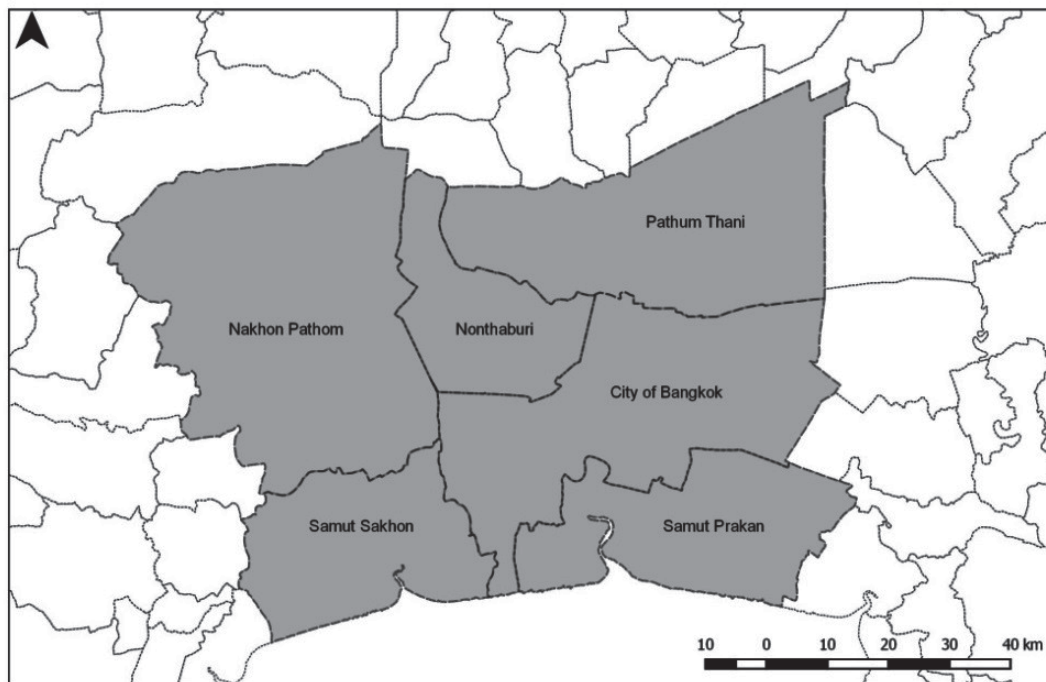 Pathum Thani
Nakhon Pathom
Nonthaburi
City of Bangkok
Samut Sakhon
Samut Prakan
10 0 10 20 30 40 km